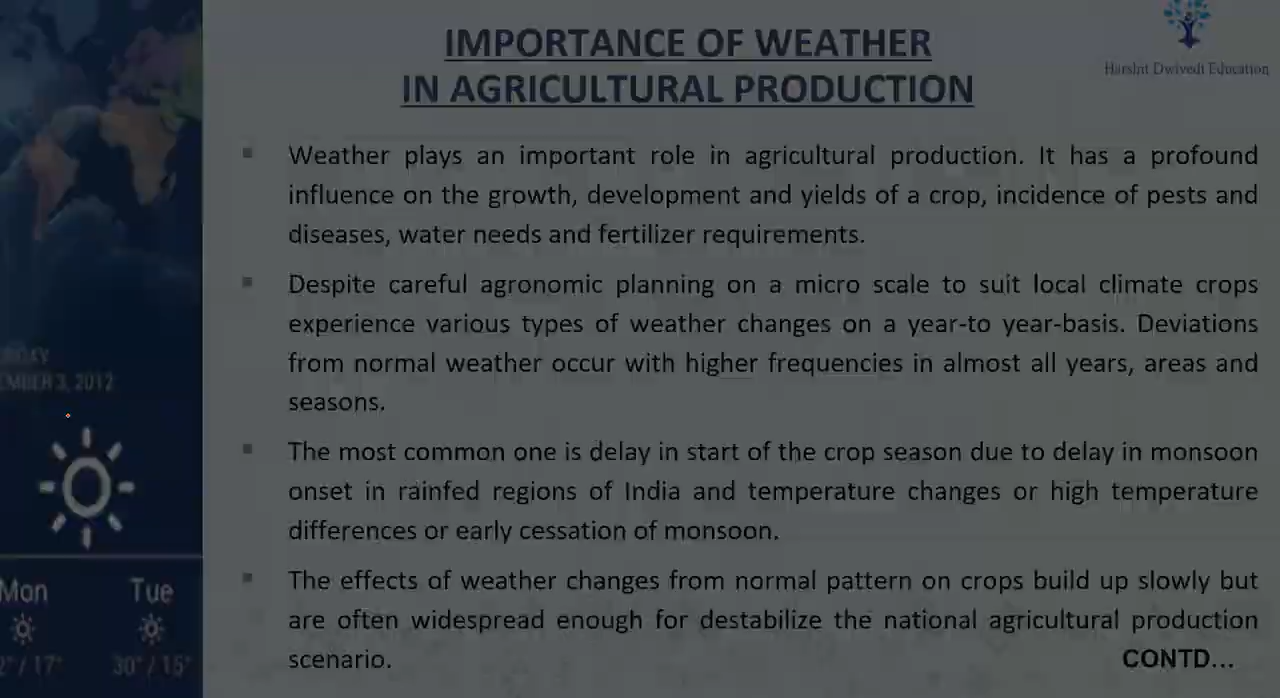 IMPORTANCE OF WEATHER
IN AGRICULTURAL PRODUCTION
Harshit Dwivedi Education
Weather plays an important role in agricultural production. It has a profound
influence on the growth, development and yields of a crop, incidence of pests and
diseases, water needs and fertilizer requirements.
Despite careful agronomic planning on a micro scale to suit local climate crops
experience various types of weather changes on a year-to year-basis. Deviations
from normal weather occur with higher frequencies in almost all years, areas and
seasons.
The most common one is delay in start of the crop season due to delay in monsoon
onset in rainfed regions of India and temperature changes or high temperature
differences or early cessation of monsoon.
The effects of weather changes from normal pattern on crops build up slowly but
are often widespread enough for destabilize the national agricultural production
scenario.
CONTD...
EMBER 3, 2012
Mon Tue
2° / 17° 30° / 15°